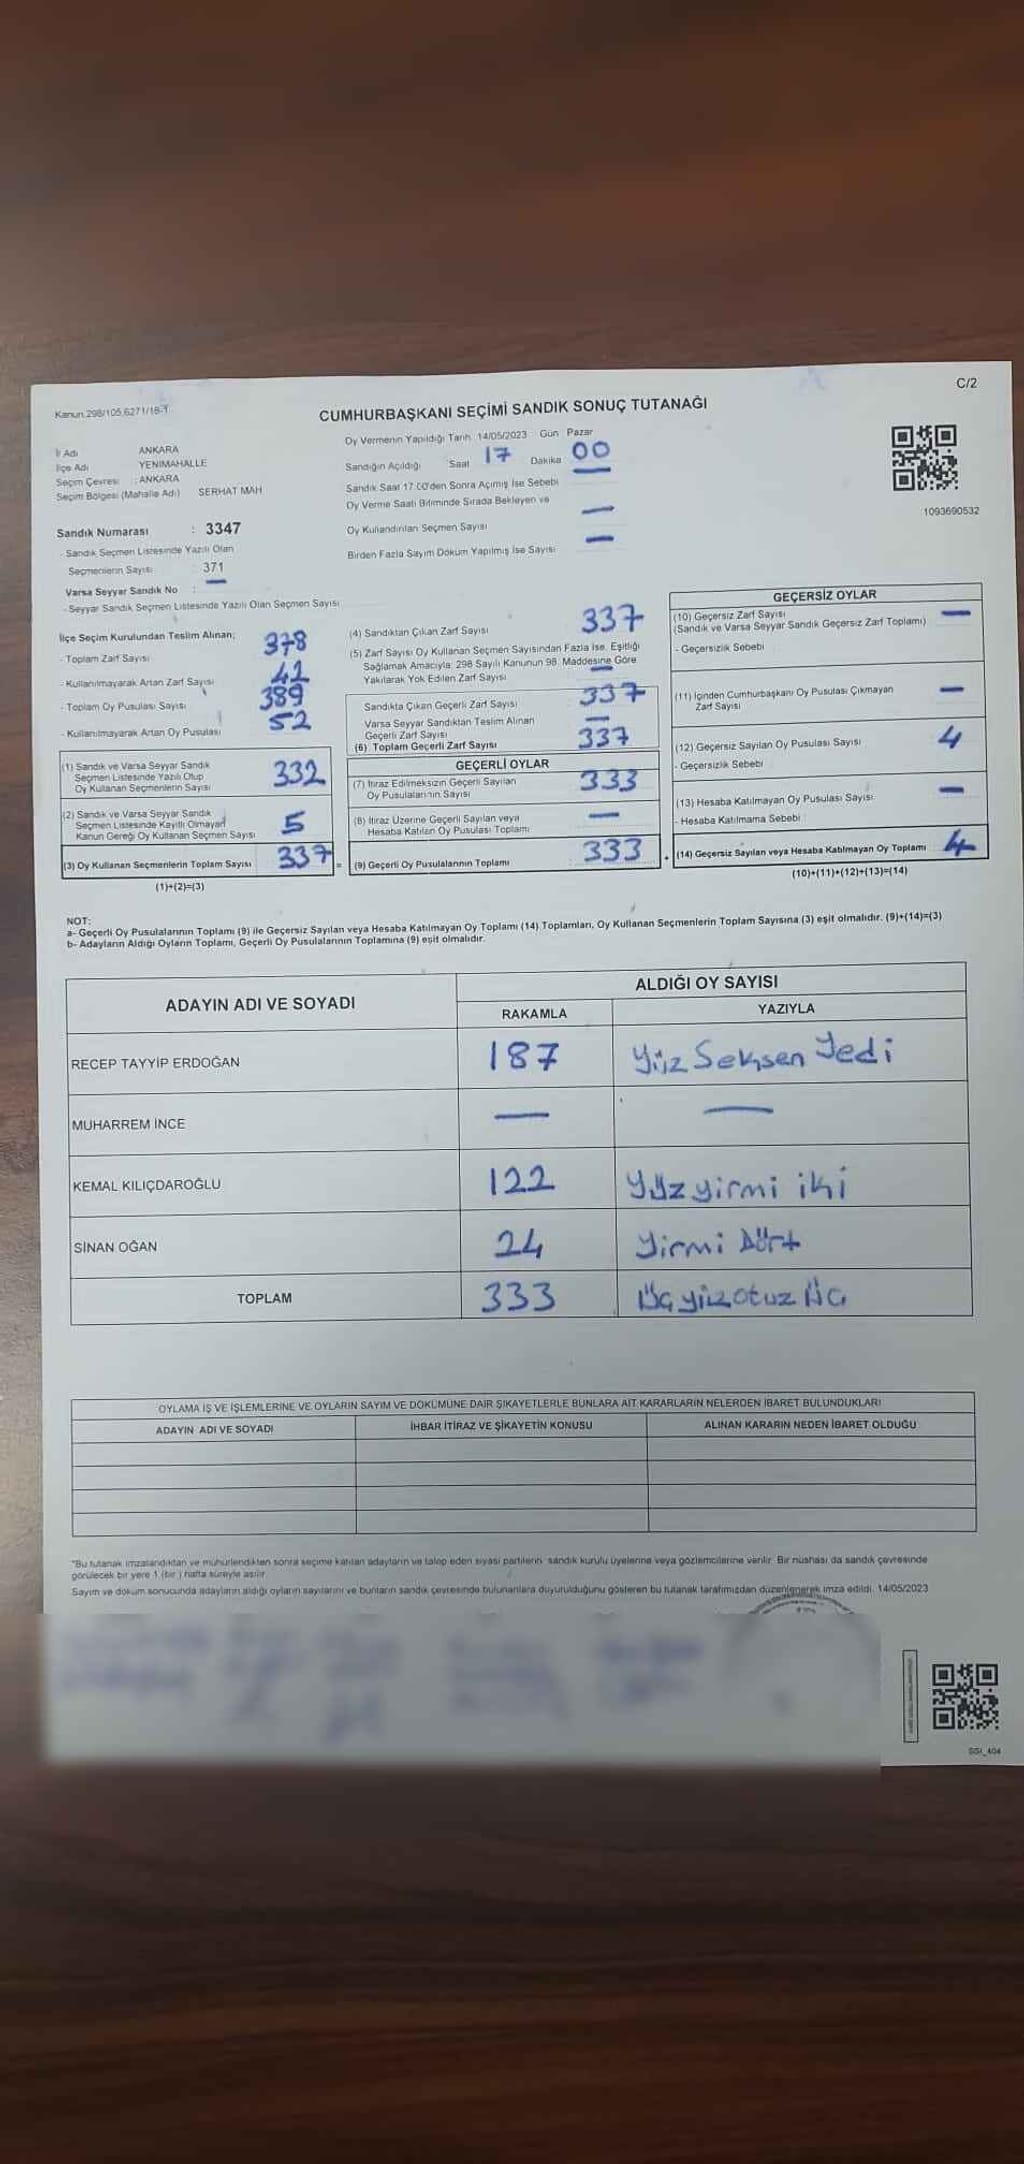 C/2
Kanun.298/105,6271/18-1
CUMHURBAŞKANI SEÇİMİ SANDIK SONUÇ TUTANAĞI
İl Adı ANKARA
İlçe Adı YENİMAHALLE
Seçim Çevresi : ANKARA
Seçim Bölgesi (Mahalle Adı) SERHAT MAH
Oy Vermenin Yapıldığı Tarih 14/05/2023 Gün Pazar
Sandığın Açıldığı Saat 17 Dakika 00
Sandık Saat 17:00'den Sonra Açılmış İse Sebebi —
Oy Verme Saati Bitiminde Sırada Bekleyen ve
Oy Kullandırılan Seçmen Sayısı —
Birden Fazla Sayım Döküm Yapılmış İse Sayısı —
1093690532
Sandık Numarası : 3347
- Sandık Seçmen Listesinde Yazılı Olan
Seçmenlerin Sayısı 371
Varsa Seyyar Sandık No : —
- Seyyar Sandık Seçmen Listesinde Yazılı Olan Seçmen Sayısı
İlçe Seçim Kurulundan Teslim Alınan;
- Toplam Zarf Sayısı 378
- Kullanılmayarak Artan Zarf Sayısı 42
- Toplam Oy Pusulası Sayısı 389
- Kullanılmayarak Artan Oy Pusulası 52
(1) Sandık ve Varsa Seyyar Sandık
Seçmen Listesinde Yazılı Olup
Oy Kullanan Seçmenlerin Sayısı 332
(2) Sandık ve Varsa Seyyar Sandık
Seçmen Listesinde Kayıtlı Olmayan
Kanun Gereği Oy Kullanan Seçmen Sayısı 5
(3) Oy Kullanan Seçmenlerin Toplam Sayısı 337 =
(1)+(2)=(3)
(4) Sandıktan Çıkan Zarf Sayısı 337
(5) Zarf Sayısı Oy Kullanan Seçmen Sayısından Fazla İse, Eşitliği
Sağlamak Amacıyla; 298 Sayılı Kanunun 98. Maddesine Göre
Yakılarak Yok Edilen Zarf Sayısı —
Sandıkta Çıkan Geçerli Zarf Sayısı 337
Varsa Seyyar Sandıktan Teslim Alınan
Geçerli Zarf Sayısı —
(6) Toplam Geçerli Zarf Sayısı 337
GEÇERLİ OYLAR
(7) İtiraz Edilmeksizin Geçerli Sayılan
Oy Pusulalarının Sayısı 333
(8) İtiraz Üzerine Geçerli Sayılan veya
Hesaba Katılan Oy Pusulası Toplamı —
(9) Geçerli Oy Pusulalarının Toplamı 333 +
GEÇERSİZ OYLAR
(10) Geçersiz Zarf Sayısı
(Sandık ve Varsa Seyyar Sandık Geçersiz Zarf Toplamı) —
- Geçersizlik Sebebi
(11) İçinden Cumhurbaşkanı Oy Pusulası Çıkmayan
Zarf Sayısı —
(12) Geçersiz Sayılan Oy Pusulası Sayısı 4
- Geçersizlik Sebebi
(13) Hesaba Katılmayan Oy Pusulası Sayısı —
- Hesaba Katılmama Sebebi
(14) Geçersiz Sayılan veya Hesaba Katılmayan Oy Toplamı 4
(10)+(11)+(12)+(13)=(14)
NOT:
a- Geçerli Oy Pusulalarının Toplamı (9) ile Geçersiz Sayılan veya Hesaba Katılmayan Oy Toplamı (14) Toplamları, Oy Kullanan Seçmenlerin Toplam Sayısına (3) eşit olmalıdır. (9)+(14)=(3)
b- Adayların Aldığı Oyların Toplamı, Geçerli Oy Pusulalarının Toplamına (9) eşit olmalıdır.
ADAYIN ADI VE SOYADI ALDIĞI OY SAYISI
RAKAMLA YAZIYLA
RECEP TAYYİP ERDOĞAN 187 Yüz Seksen Yedi
MUHARREM İNCE — —
KEMAL KILIÇDAROĞLU 122 Yüz yirmi iki
SİNAN OĞAN 24 Yirmi Dört
TOPLAM 333 Üç yüz otuz Üç
OYLAMA İŞ VE İŞLEMLERİNE VE OYLARIN SAYIM VE DÖKÜMÜNE DAİR ŞİKAYETLERLE BUNLARA AİT KARARLARIN NELERDEN İBARET BULUNDUKLARI
ADAYIN ADI VE SOYADI İHBAR İTİRAZ VE ŞİKAYETİN KONUSU ALINAN KARARIN NEDEN İBARET OLDUĞU
*Bu tutanak imzalandıktan ve mühürlendikten sonra seçime katılan adayların ve talep eden siyasi partilerin sandık kurulu üyelerine veya gözlemcilerine verilir. Bir nüshası da sandık çevresinde
görülecek bir yere 1 (bir) hafta süreyle asılır.
Sayım ve döküm sonucunda adayların aldığı oyların sayılarını ve bunların sandık çevresinde bulunanlara duyurulduğunu gösteren bu tutanak tarafımızdan düzenlenerek imza edildi. 14/05/2023
SSI_404